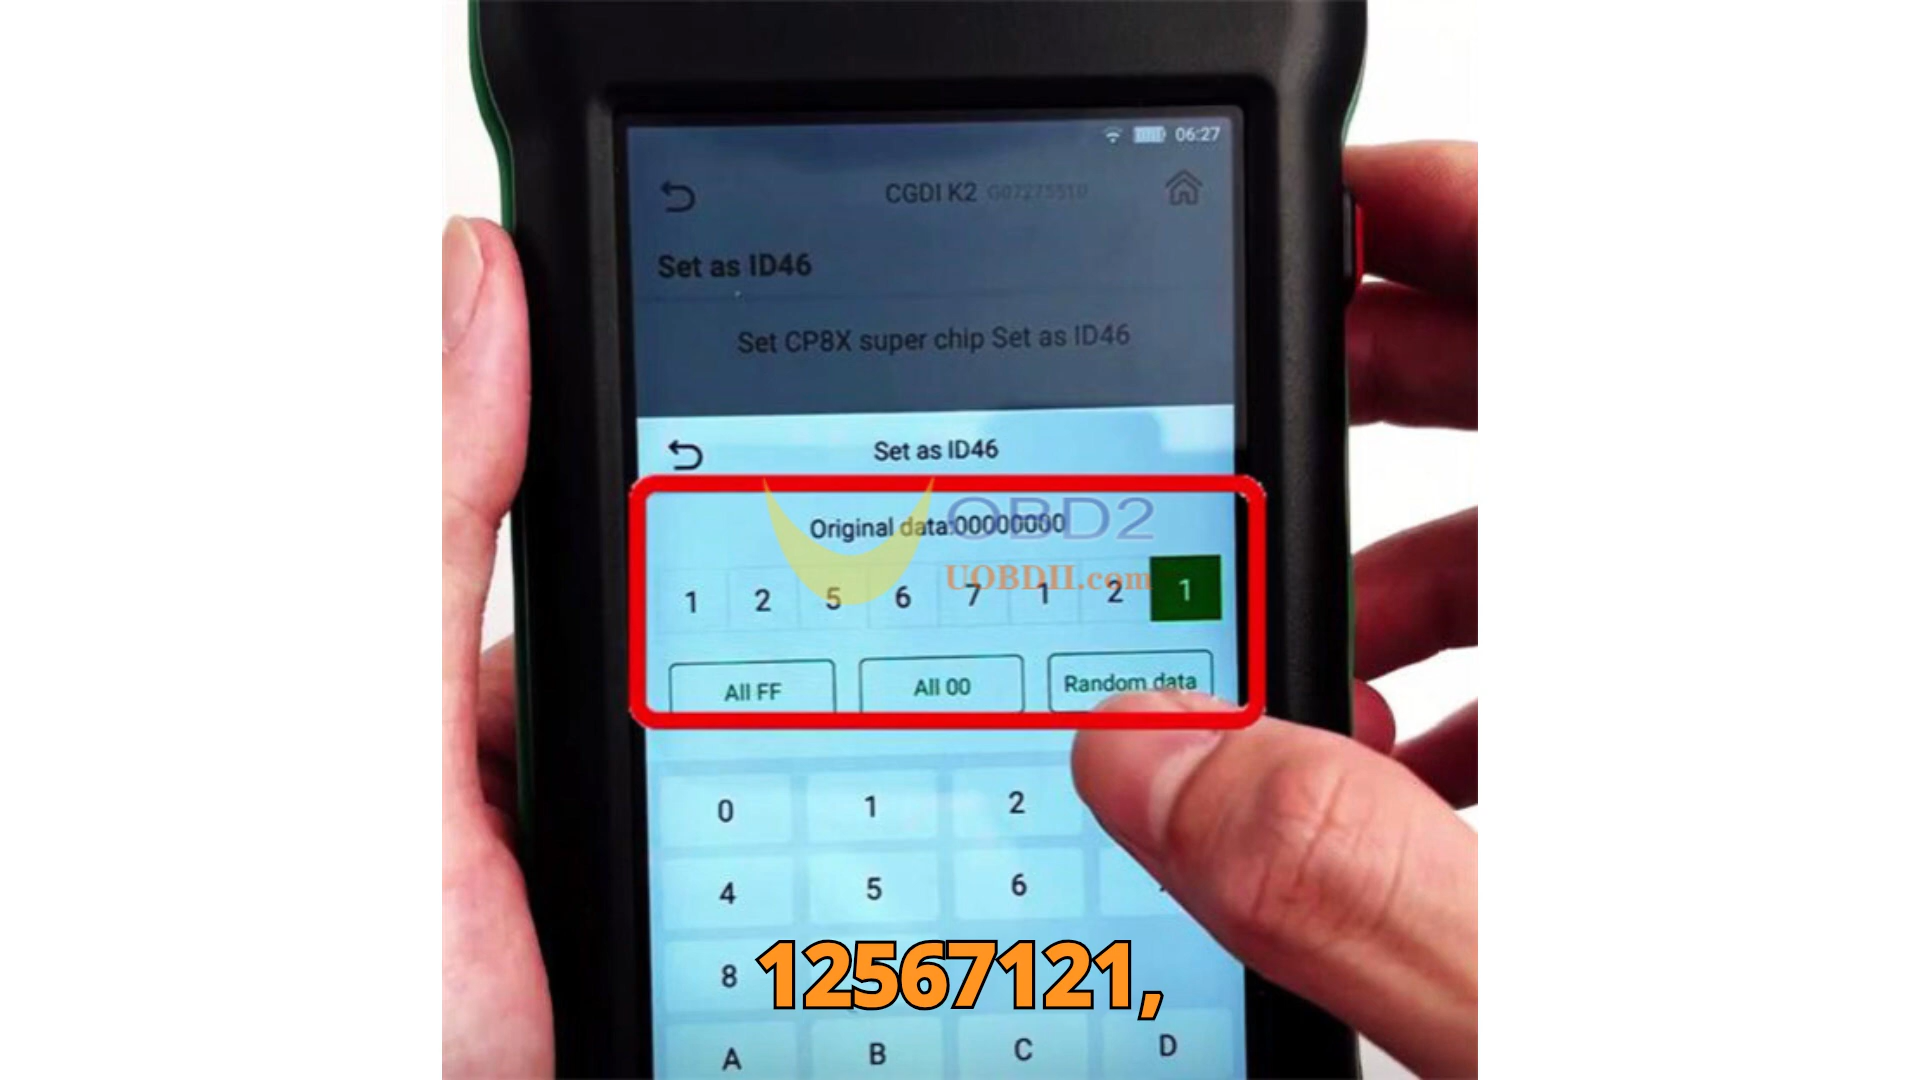 06:27
CGDI K2 G07275510
Set as ID46
Set CP8X super chip Set as ID46
Set as ID46
Original data:00000000
OBD2
UOBDII.com
1 2 5 6 7 1 2 1
All FF All 00 Random data
0 1 2
4 5 6
8
12567121,
A B C D